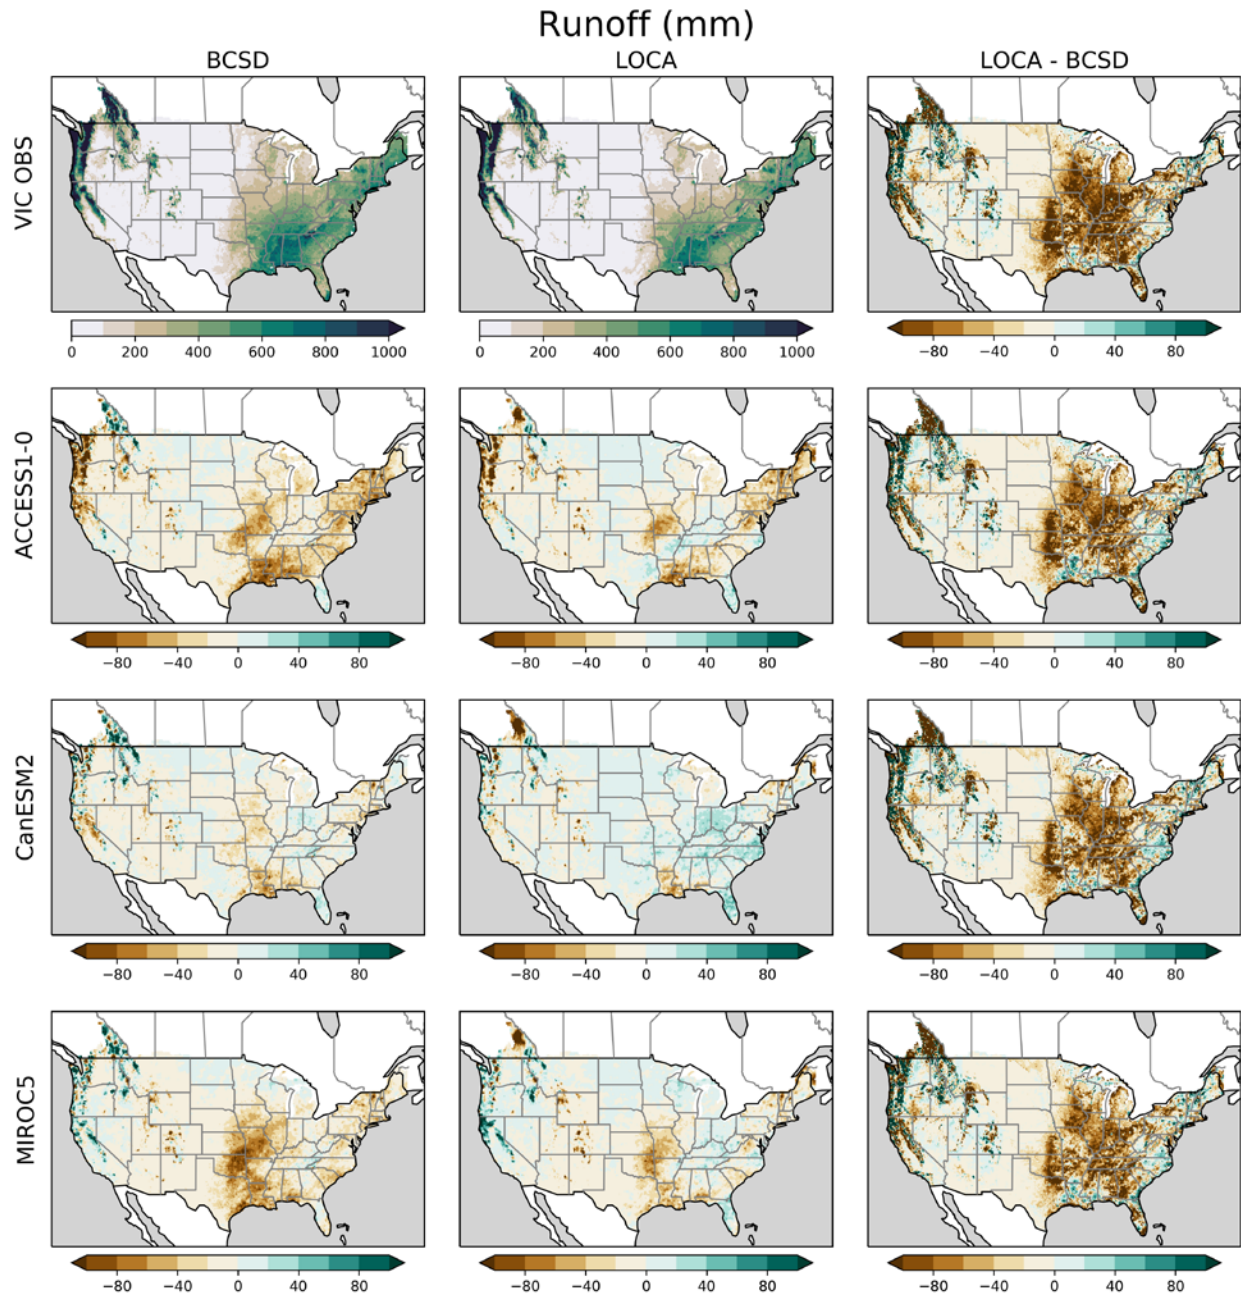 Runoff (mm)
BCSD LOCA LOCA - BCSD
VIC OBS
0 200 400 600 800 1000 0 200 400 600 800 1000 −80 −40 0 40 80
ACCESS1-0
−80 −40 0 40 80 −80 −40 0 40 80 −80 −40 0 40 80
CanESM2
−80 −40 0 40 80 −80 −40 0 40 80 −80 −40 0 40 80
MIROC5
−80 −40 0 40 80 −80 −40 0 40 80 −80 −40 0 40 80